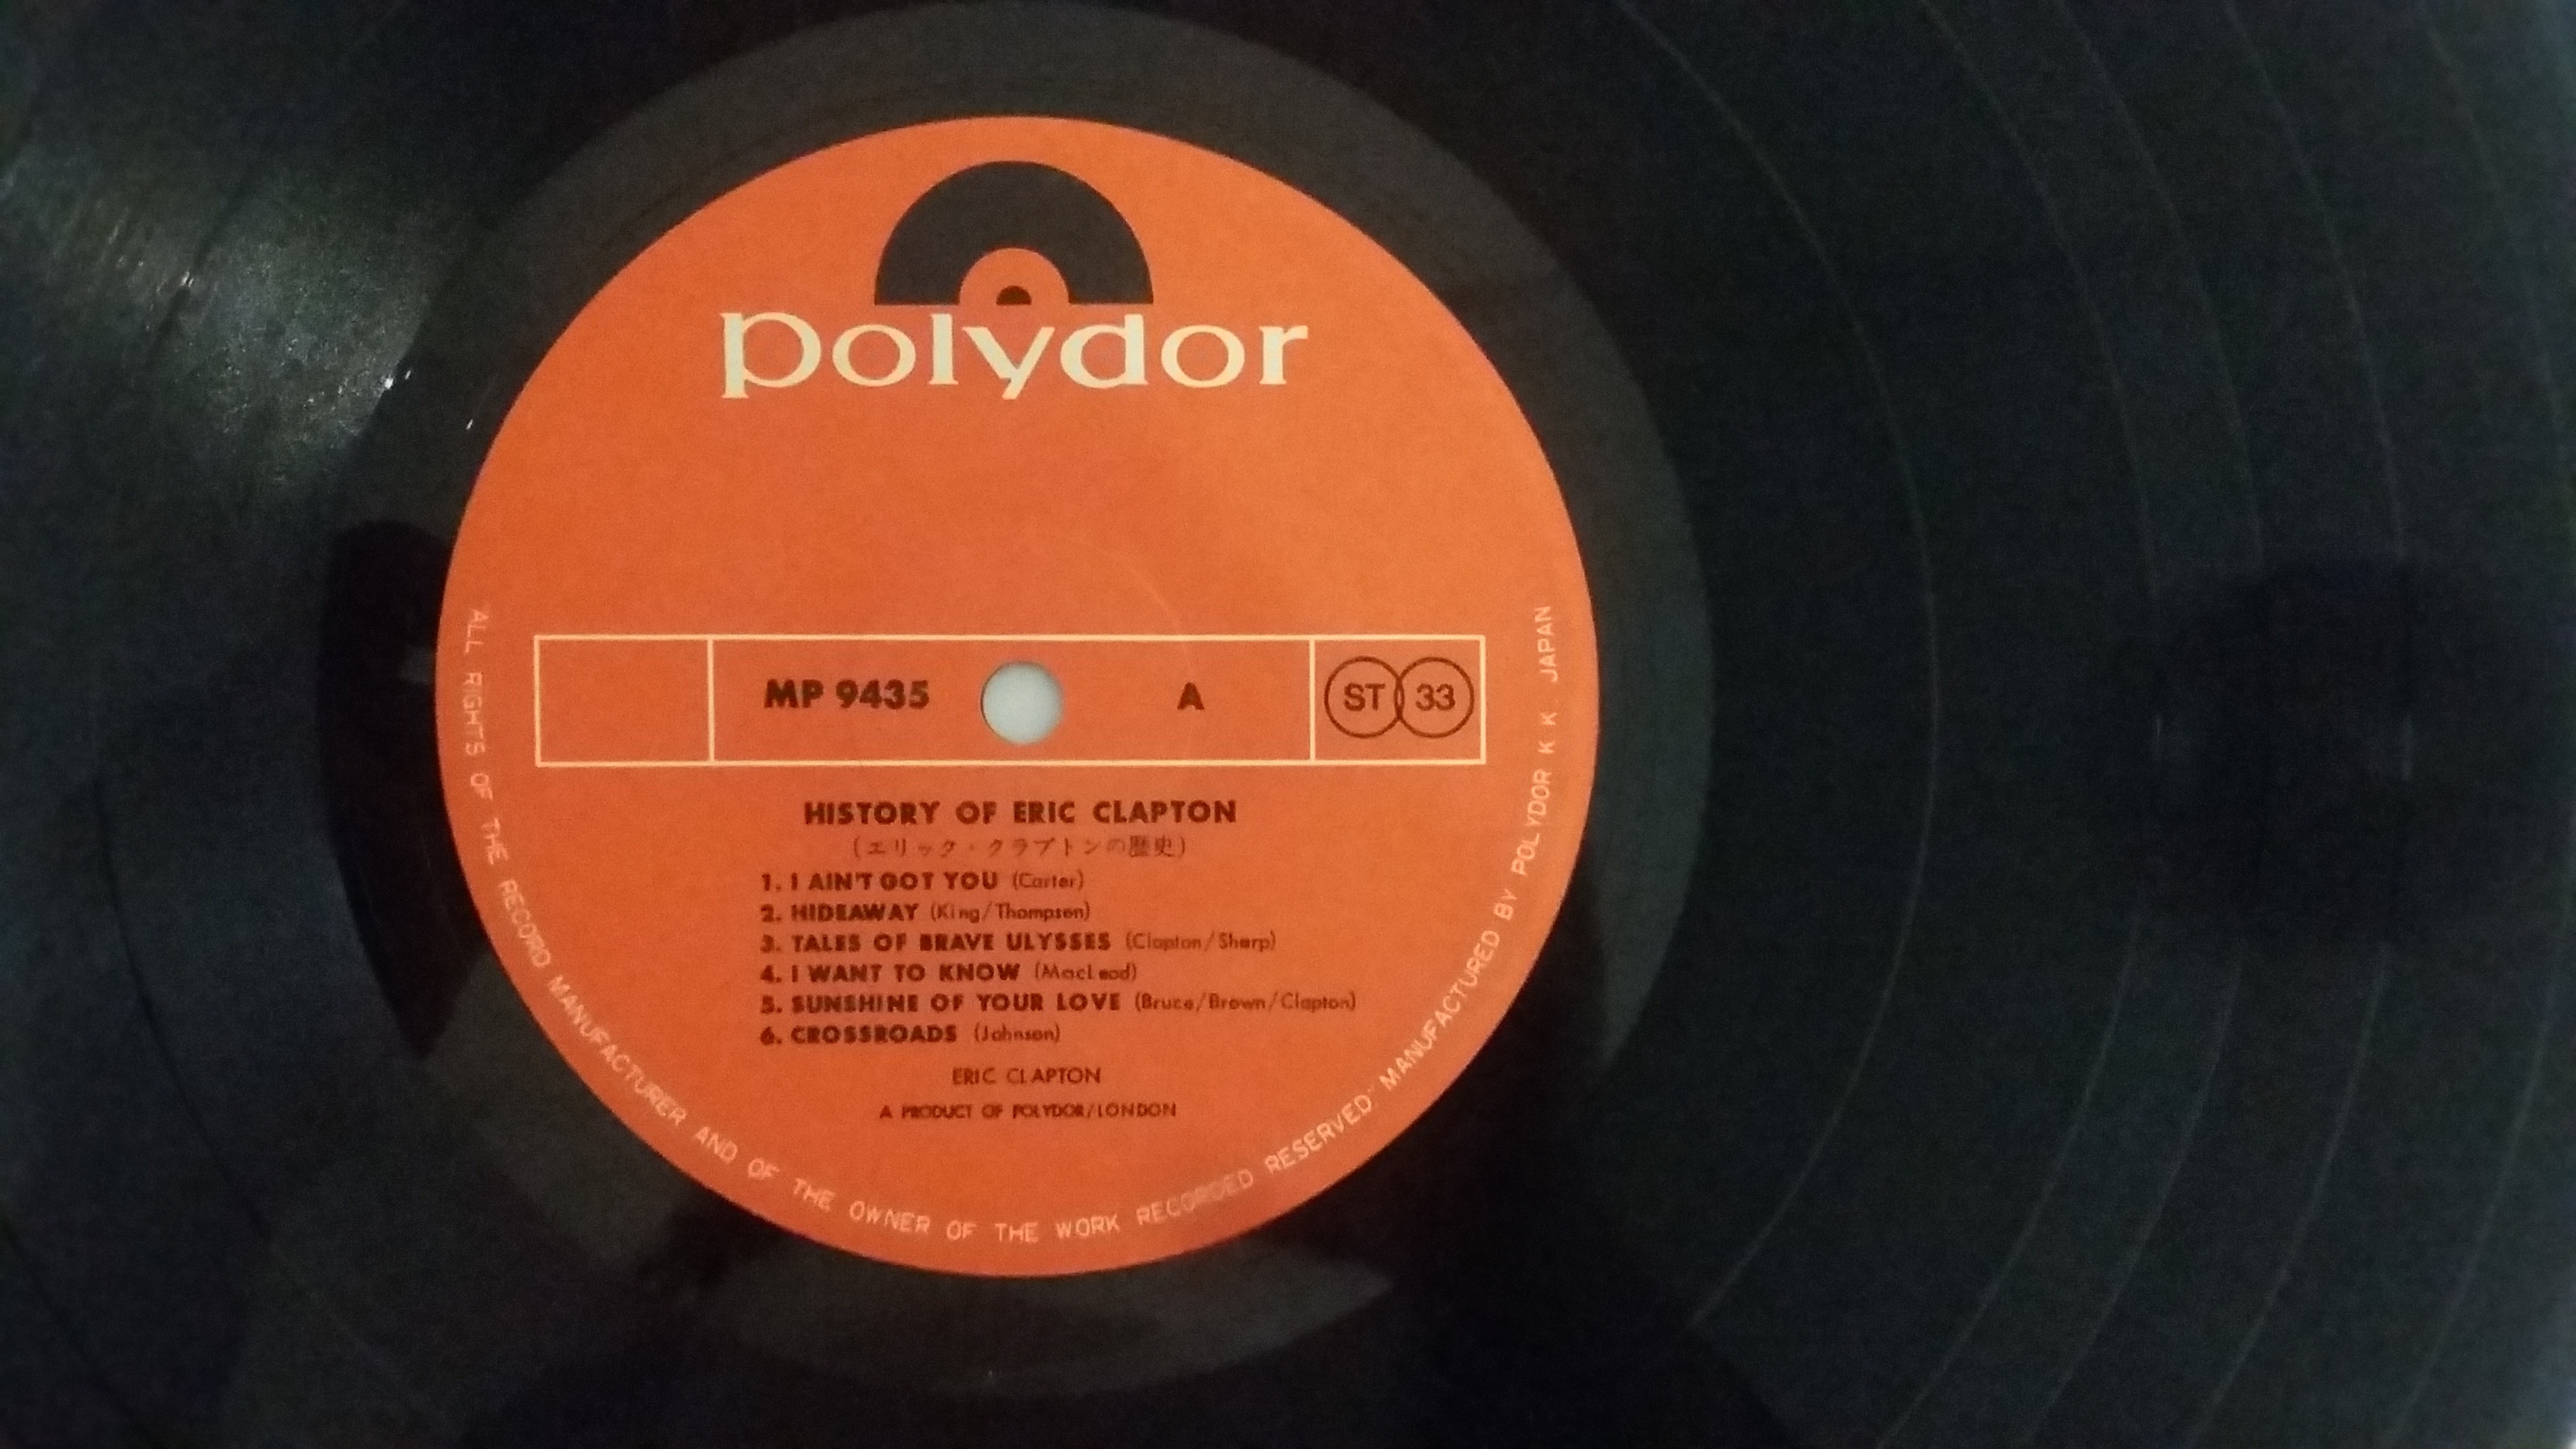 polydor
MP 9435 A ST 33
HISTORY OF ERIC CLAPTON
(エリック・クラプトンの歴史)
1. I AIN'T GOT YOU (Carter)
2. HIDEAWAY (King/Thompson)
3. TALES OF BRAVE ULYSSES (Clapton/Sharp)
4. I WANT TO KNOW (MacLeod)
5. SUNSHINE OF YOUR LOVE (Bruce/Brown/Clapton)
6. CROSSROADS (Johnson)
ERIC CLAPTON
A PRODUCT OF POLYDOR/LONDON
ALL RIGHTS OF THE RECORD MANUFACTURER AND OF THE OWNER OF THE WORK RECORDED RESERVED" MANUFACTURED BY POLYDOR K K JAPAN